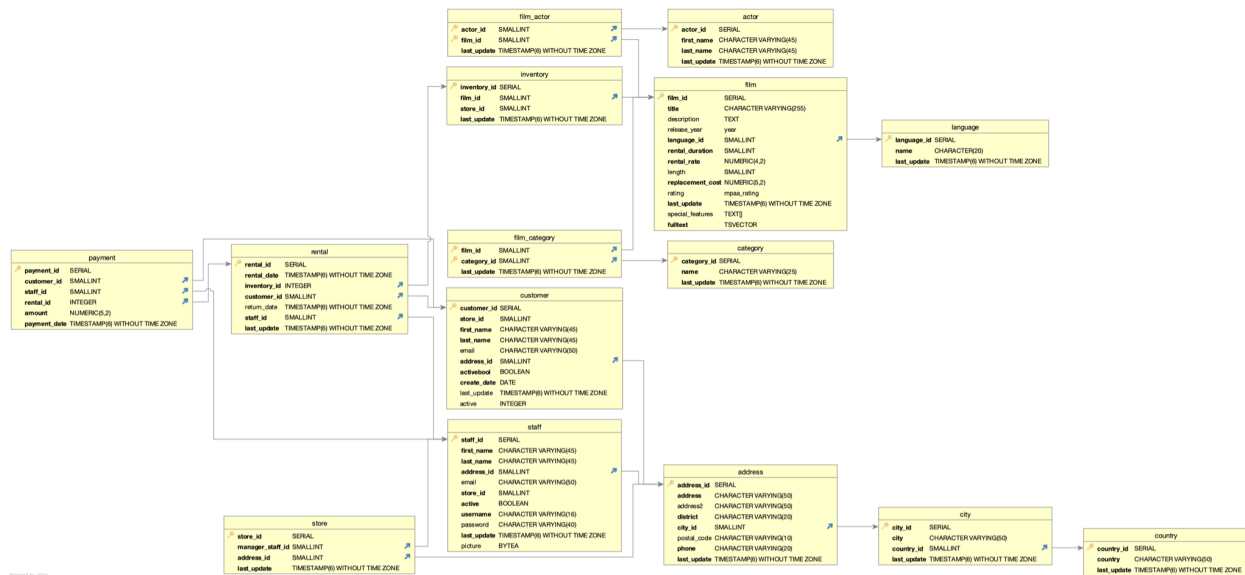 film_actor
actor_id SMALLINT
film_id SMALLINT
last_update TIMESTAMP(6) WITHOUT TIME ZONE
actor
actor_id SERIAL
first_name CHARACTER VARYING(45)
last_name CHARACTER VARYING(45)
last_update TIMESTAMP(6) WITHOUT TIME ZONE
inventory
inventory_id SERIAL
film_id SMALLINT
store_id SMALLINT
last_update TIMESTAMP(6) WITHOUT TIME ZONE
film
film_id SERIAL
title CHARACTER VARYING(255)
description TEXT
release_year year
language_id SMALLINT
rental_duration SMALLINT
rental_rate NUMERIC(4,2)
length SMALLINT
replacement_cost NUMERIC(5,2)
rating mpaa_rating
last_update TIMESTAMP(6) WITHOUT TIME ZONE
special_features TEXT[]
fulltext TSVECTOR
language
language_id SERIAL
name CHARACTER(20)
last_update TIMESTAMP(6) WITHOUT TIME ZONE
film_category
film_id SMALLINT
category_id SMALLINT
last_update TIMESTAMP(6) WITHOUT TIME ZONE
category
category_id SERIAL
name CHARACTER VARYING(25)
last_update TIMESTAMP(6) WITHOUT TIME ZONE
payment
payment_id SERIAL
customer_id SMALLINT
staff_id SMALLINT
rental_id INTEGER
amount NUMERIC(5,2)
payment_date TIMESTAMP(6) WITHOUT TIME ZONE
rental
rental_id SERIAL
rental_date TIMESTAMP(6) WITHOUT TIME ZONE
inventory_id INTEGER
customer_id SMALLINT
return_date TIMESTAMP(6) WITHOUT TIME ZONE
staff_id SMALLINT
last_update TIMESTAMP(6) WITHOUT TIME ZONE
customer
customer_id SERIAL
store_id SMALLINT
first_name CHARACTER VARYING(45)
last_name CHARACTER VARYING(45)
email CHARACTER VARYING(50)
address_id SMALLINT
activebool BOOLEAN
create_date DATE
last_update TIMESTAMP(6) WITHOUT TIME ZONE
active INTEGER
staff
staff_id SERIAL
first_name CHARACTER VARYING(45)
last_name CHARACTER VARYING(45)
address_id SMALLINT
email CHARACTER VARYING(50)
store_id SMALLINT
active BOOLEAN
username CHARACTER VARYING(16)
password CHARACTER VARYING(40)
last_update TIMESTAMP(6) WITHOUT TIME ZONE
picture BYTEA
store
store_id SERIAL
manager_staff_id SMALLINT
address_id SMALLINT
last_update TIMESTAMP(6) WITHOUT TIME ZONE
address
address_id SERIAL
address CHARACTER VARYING(50)
address2 CHARACTER VARYING(50)
district CHARACTER VARYING(20)
city_id SMALLINT
postal_code CHARACTER VARYING(10)
phone CHARACTER VARYING(20)
last_update TIMESTAMP(6) WITHOUT TIME ZONE
city
city_id SERIAL
city CHARACTER VARYING(50)
country_id SMALLINT
last_update TIMESTAMP(6) WITHOUT TIME ZONE
country
country_id SERIAL
country CHARACTER VARYING(50)
last_update TIMESTAMP(6) WITHOUT TIME ZONE